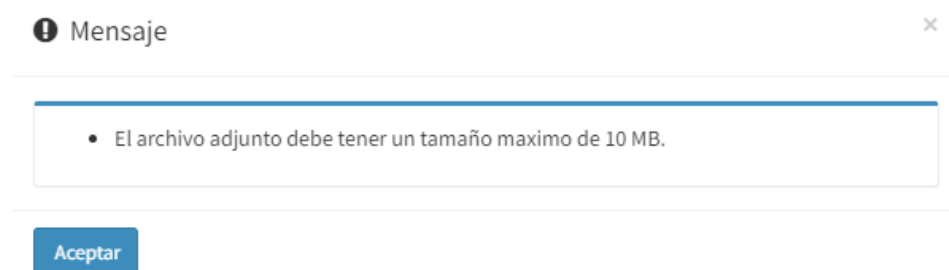 Mensaje
El archivo adjunto debe tener un tamaño maximo de 10 MB.
Aceptar